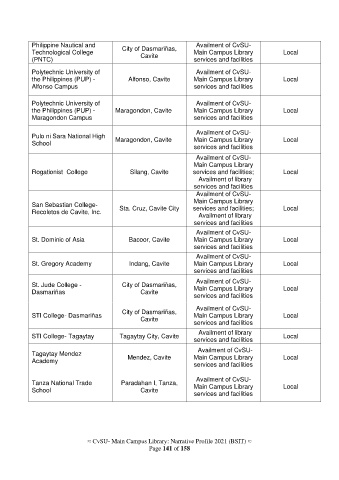 Philippine Nautical and
Technological College
(PNTC)
City of Dasmariñas,
Cavite
Availment of CvSU-
Main Campus Library
services and facilities
Local
Polytechnic University of
the Philippines (PUP) -
Alfonso Campus
Alfonso, Cavite
Availment of CvSU-
Main Campus Library
services and facilities
Local
Polytechnic University of
the Philippines (PUP) -
Maragondon Campus
Maragondon, Cavite
Availment of CvSU-
Main Campus Library
services and facilities
Local
Pulo ni Sara National High
School
Maragondon, Cavite
Availment of CvSU-
Main Campus Library
services and facilities
Local
Rogationist College
Silang, Cavite
Availment of CvSU-
Main Campus Library
services and facilities;
Availment of library
services and facilities
Local
San Sebastian College-
Recoletos de Cavite, Inc.
Sta. Cruz, Cavite City
Availment of CvSU-
Main Campus Library
services and facilities;
Availment of library
services and facilities
Local
St. Dominic of Asia
Bacoor, Cavite
Availment of CvSU-
Main Campus Library
services and facilities
Local
St. Gregory Academy
Indang, Cavite
Availment of CvSU-
Main Campus Library
services and facilities
Local
St. Jude College -
Dasmariñas
City of Dasmariñas,
Cavite
Availment of CvSU-
Main Campus Library
services and facilities
Local
STI College- Dasmariñas
City of Dasmariñas,
Cavite
Availment of CvSU-
Main Campus Library
services and facilities
Local
STI College- Tagaytay
Tagaytay City, Cavite
Availment of library
services and facilities
Local
Tagaytay Mendez
Academy
Mendez, Cavite
Availment of CvSU-
Main Campus Library
services and facilities
Local
Tanza National Trade
School
Paradahan I, Tanza,
Cavite
Availment of CvSU-
Main Campus Library
services and facilities
Local
≈ CvSU- Main Campus Library: Narrative Profile 2021 (BSIT) ≈
Page 141 of 158